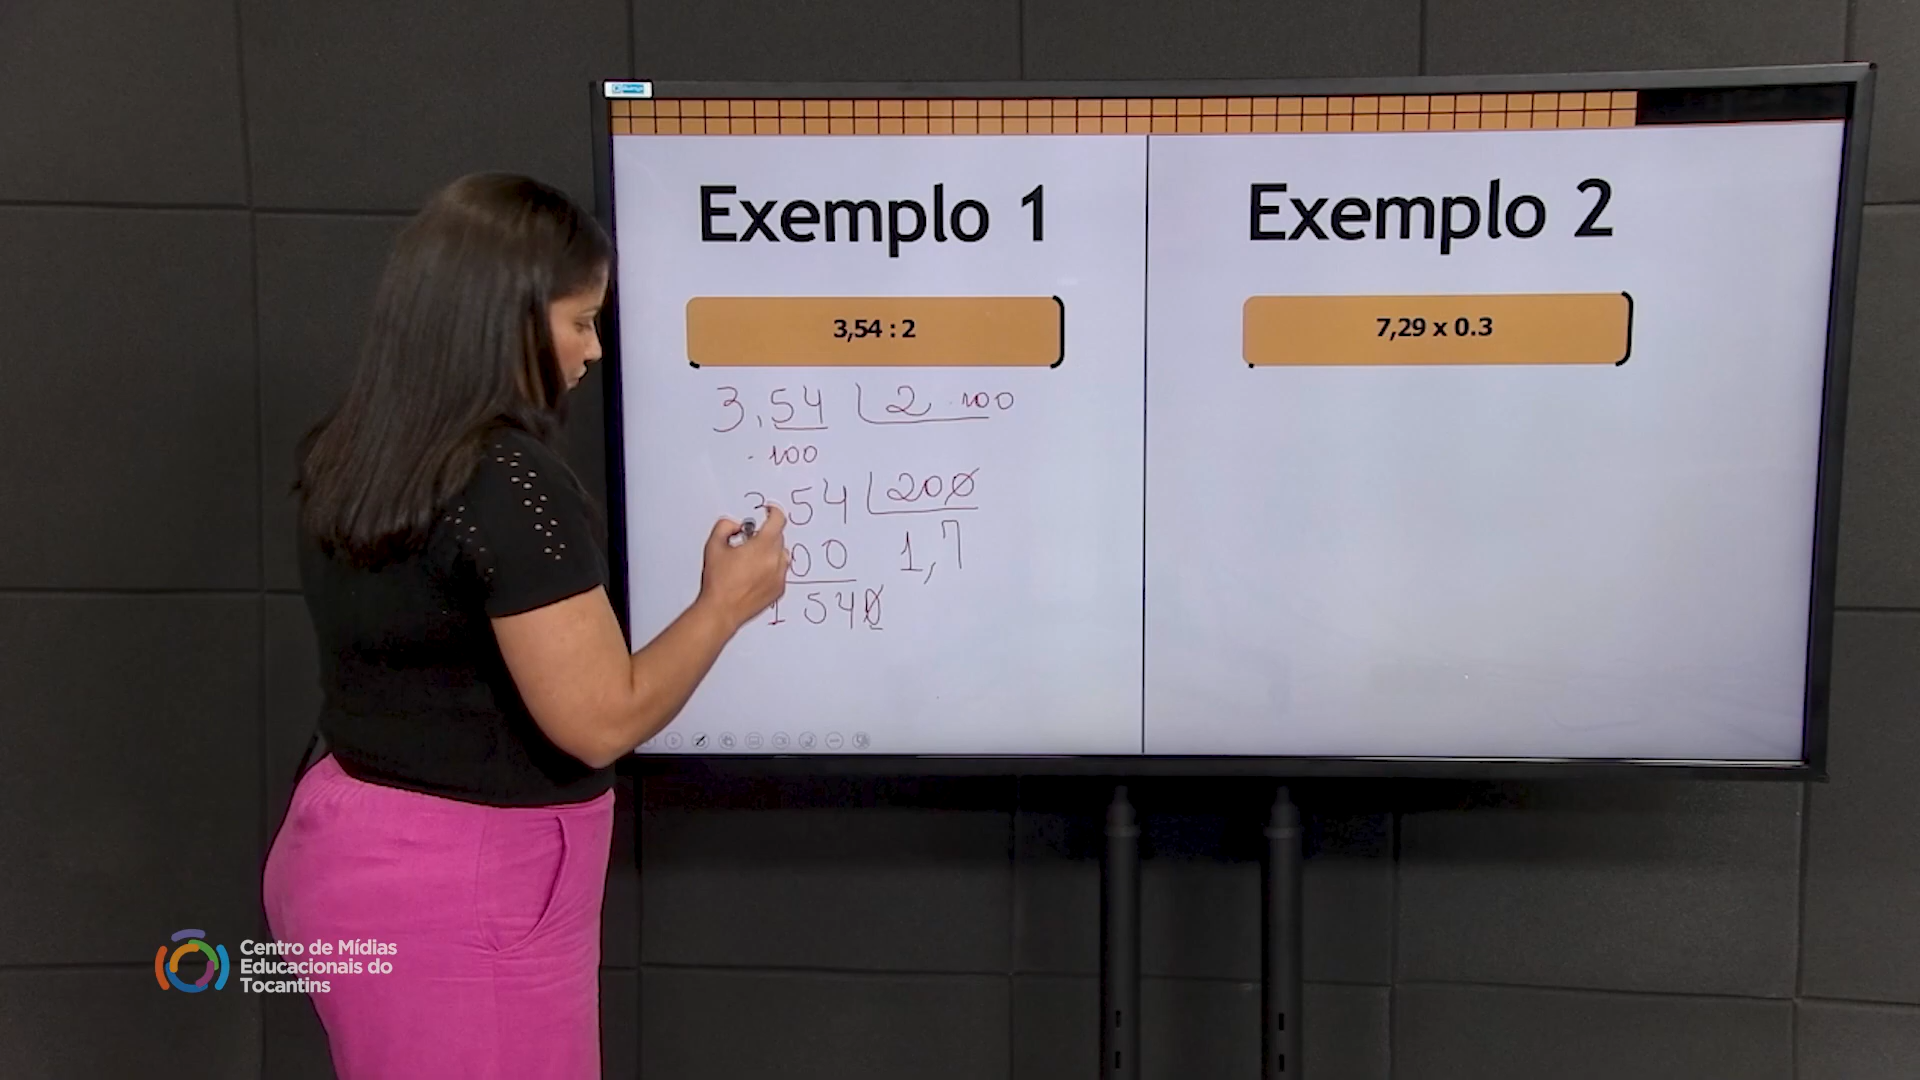 Exemplo 1
3,54 : 2
3,54 2 · 100
· 100
354 200
00 1,7
1540
Exemplo 2
7,29 x 0.3
Centro de Mídias
Educacionais do
Tocantins